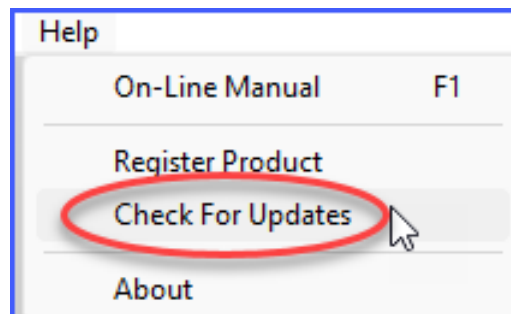 Help
On-Line Manual F1
Register Product
Check For Updates
About